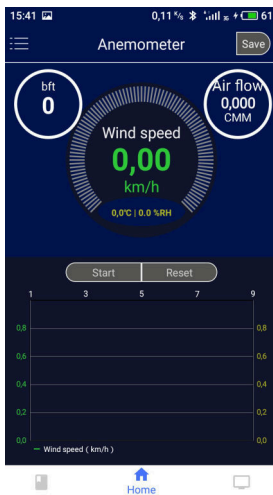 15:41 0,11 K/s 61
Anemometer Save
bft
0
Air flow
0,000
CMM
Wind speed
0,00
km/h
0,0°C | 0.0 %RH
Start Reset
1 3 5 7 9
0,8 0,8
0,6 0,6
0,4 0,4
0,2 0,2
0,0 0,0
Wind speed ( km/h )
Home